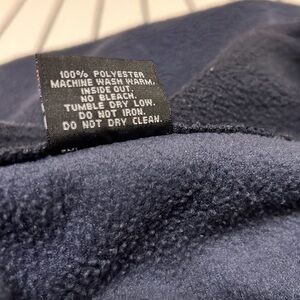 100% POLYESTER
MACHINE WASH WARM.
INSIDE OUT.
NO BLEACH.
TUMBLE DRY LOW.
DO NOT IRON.
DO NOT DRY CLEAN.